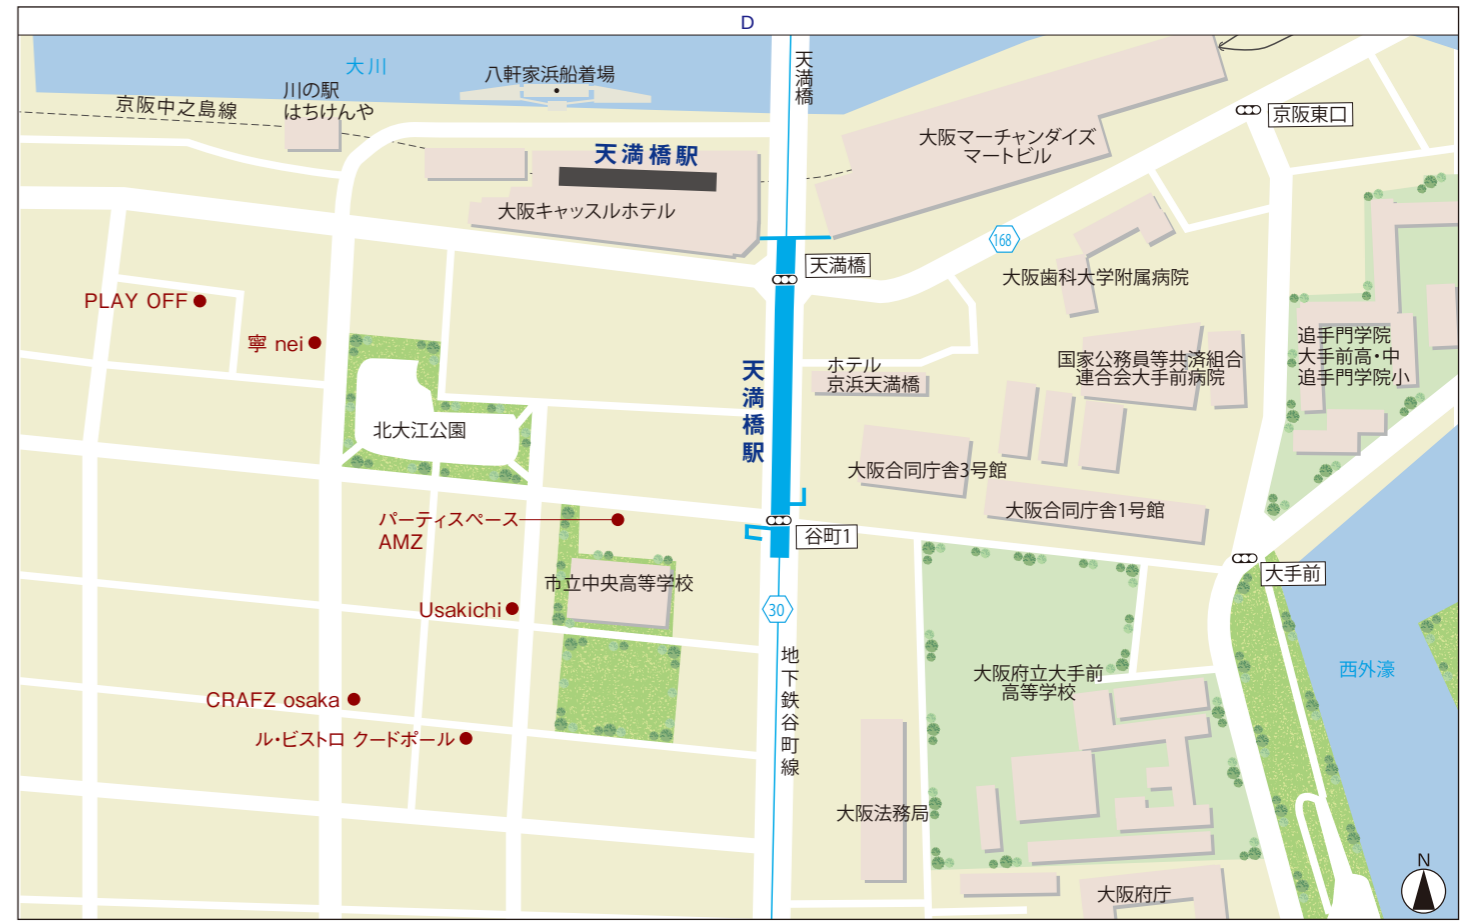 D
大川
八軒家浜船着場
天満橋
川の駅
はちけんや
京阪中之島線
京阪東口
大阪マーチャンダイズ
マートビル
天満橋駅
大阪キャッスルホテル
168
天満橋
大阪歯科大学附属病院
PLAY OFF
寧 nei
追手門学院
大手前高・中
追手門学院小
国家公務員等共済組合
連合会大手前病院
ホテル
京浜天満橋
天満橋駅
北大江公園
大阪合同庁舎3号館
大阪合同庁舎1号館
パーティスペース
AMZ
谷町1
大手前
市立中央高等学校
Usakichi
30
地下鉄谷町線
大阪府立大手前
高等学校
西外濠
CRAFZ osaka
ル・ビストロ クードポール
大阪法務局
大阪府庁
N